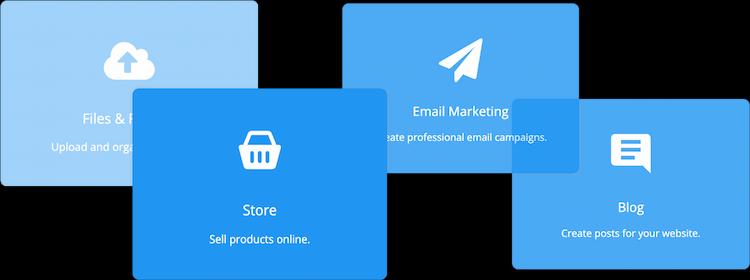 Files &
Upload and
Store
Sell products online.
Email Marketing
professional email campaigns.
Blog
Create posts for your website.